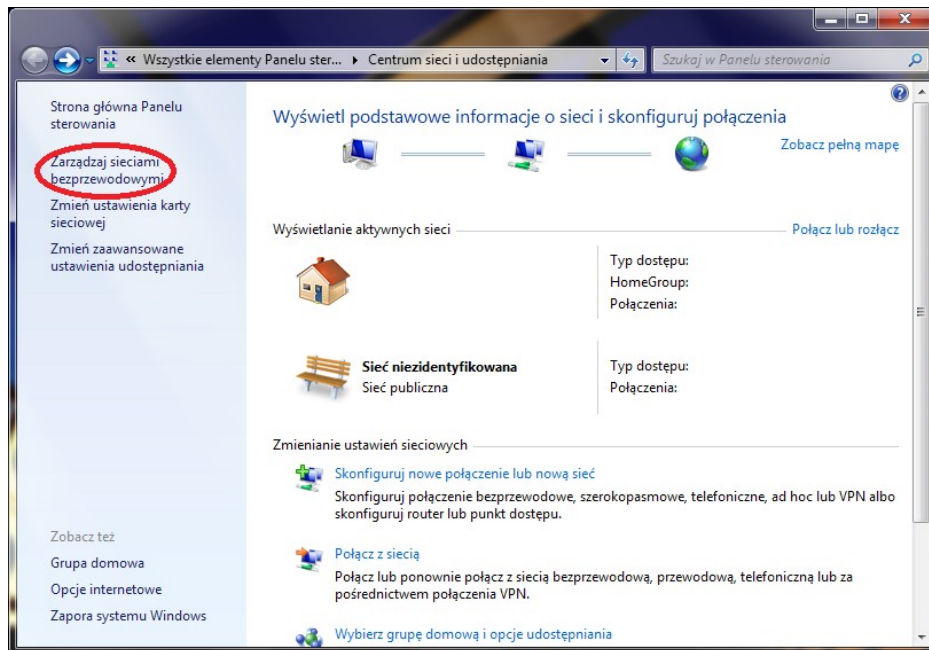 « Wszystkie elementy Panelu ster... Centrum sieci i udostępniania Szukaj w Panelu sterowania
Strona główna Panelu
sterowania
Zarządzaj sieciami
bezprzewodowymi
Zmień ustawienia karty
sieciowej
Zmień zaawansowane
ustawienia udostępniania
Zobacz też
Grupa domowa
Opcje internetowe
Zapora systemu Windows
Wyświetl podstawowe informacje o sieci i skonfiguruj połączenia
Zobacz pełną mapę
Wyświetlanie aktywnych sieci Połącz lub rozłącz
Typ dostępu:
HomeGroup:
Połączenia:
Sieć niezidentyfikowana Typ dostępu:
Sieć publiczna Połączenia:
Zmienianie ustawień sieciowych
Skonfiguruj nowe połączenie lub nową sieć
Skonfiguruj połączenie bezprzewodowe, szerokopasmowe, telefoniczne, ad hoc lub VPN albo
skonfiguruj router lub punkt dostępu.
Połącz z siecią
Połącz lub ponownie połącz z siecią bezprzewodową, przewodową, telefoniczną lub za
pośrednictwem połączenia VPN.
Wybierz grupę domową i opcje udostępniania